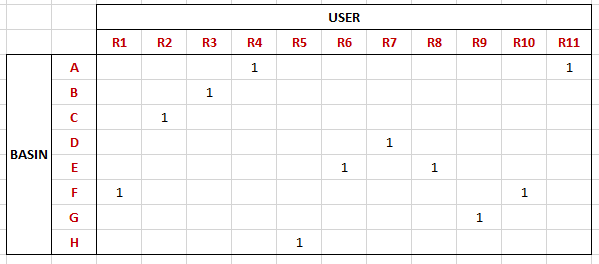 USER
R1 R2 R3 R4 R5 R6 R7 R8 R9 R10 R11
A 1 1
B 1
C 1
D 1
BASIN
E 1 1
F 1 1
G 1
H 1